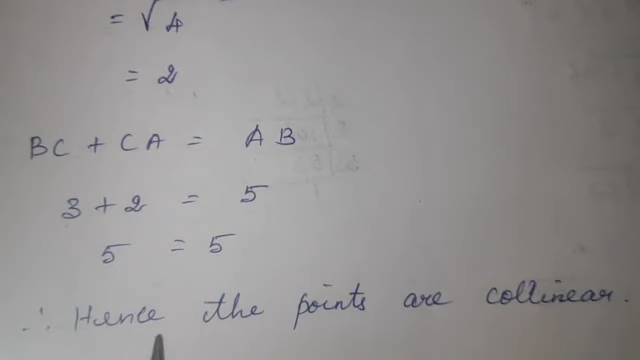 = √4
= 2
BC + CA = AB
3 + 2 = 5
5 = 5
∴ Hence the points are collinear.